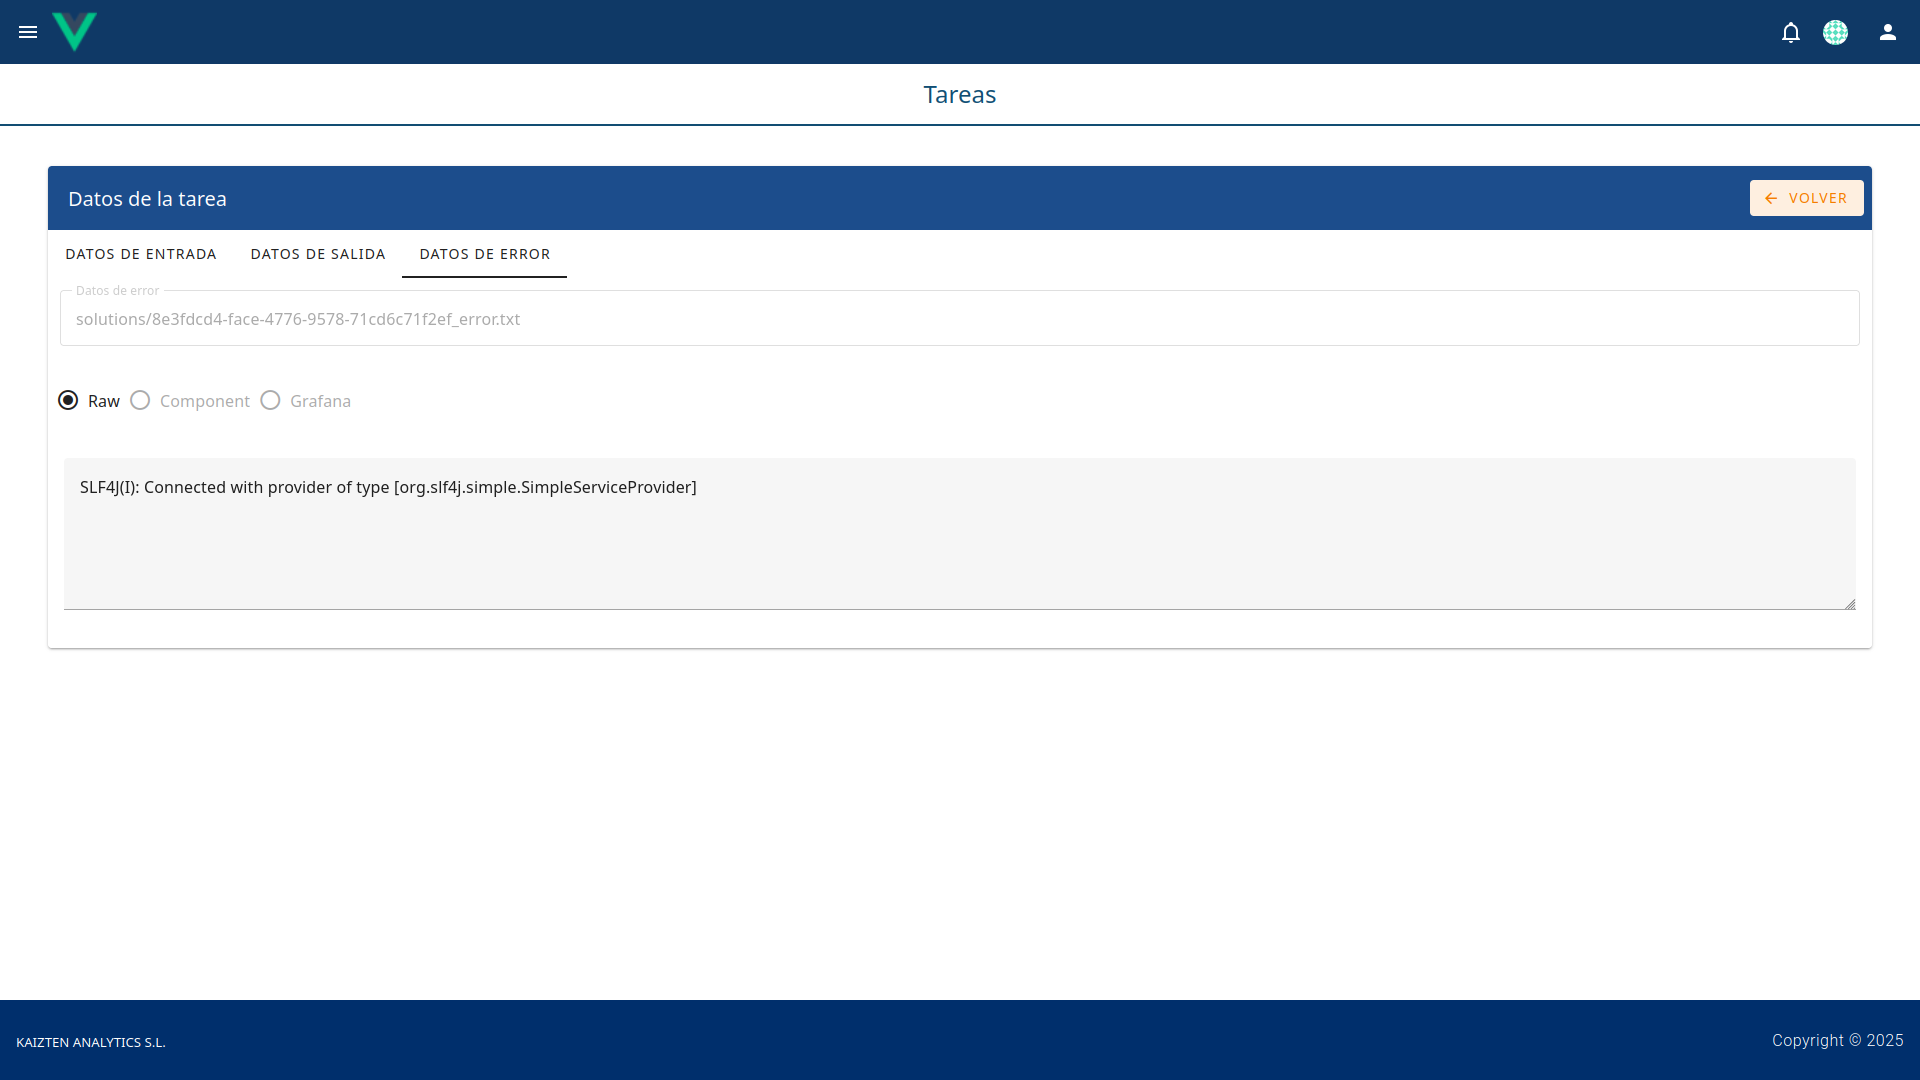 Tareas
Datos de la tarea
VOLVER
DATOS DE ENTRADA DATOS DE SALIDA DATOS DE ERROR
Datos de error
solutions/8e3fdcd4-face-4776-9578-71cd6c71f2ef_error.txt
Raw Component Grafana
SLF4J(I): Connected with provider of type [org.slf4j.simple.SimpleServiceProvider]
KAIZTEN ANALYTICS S.L.
Copyright © 2025